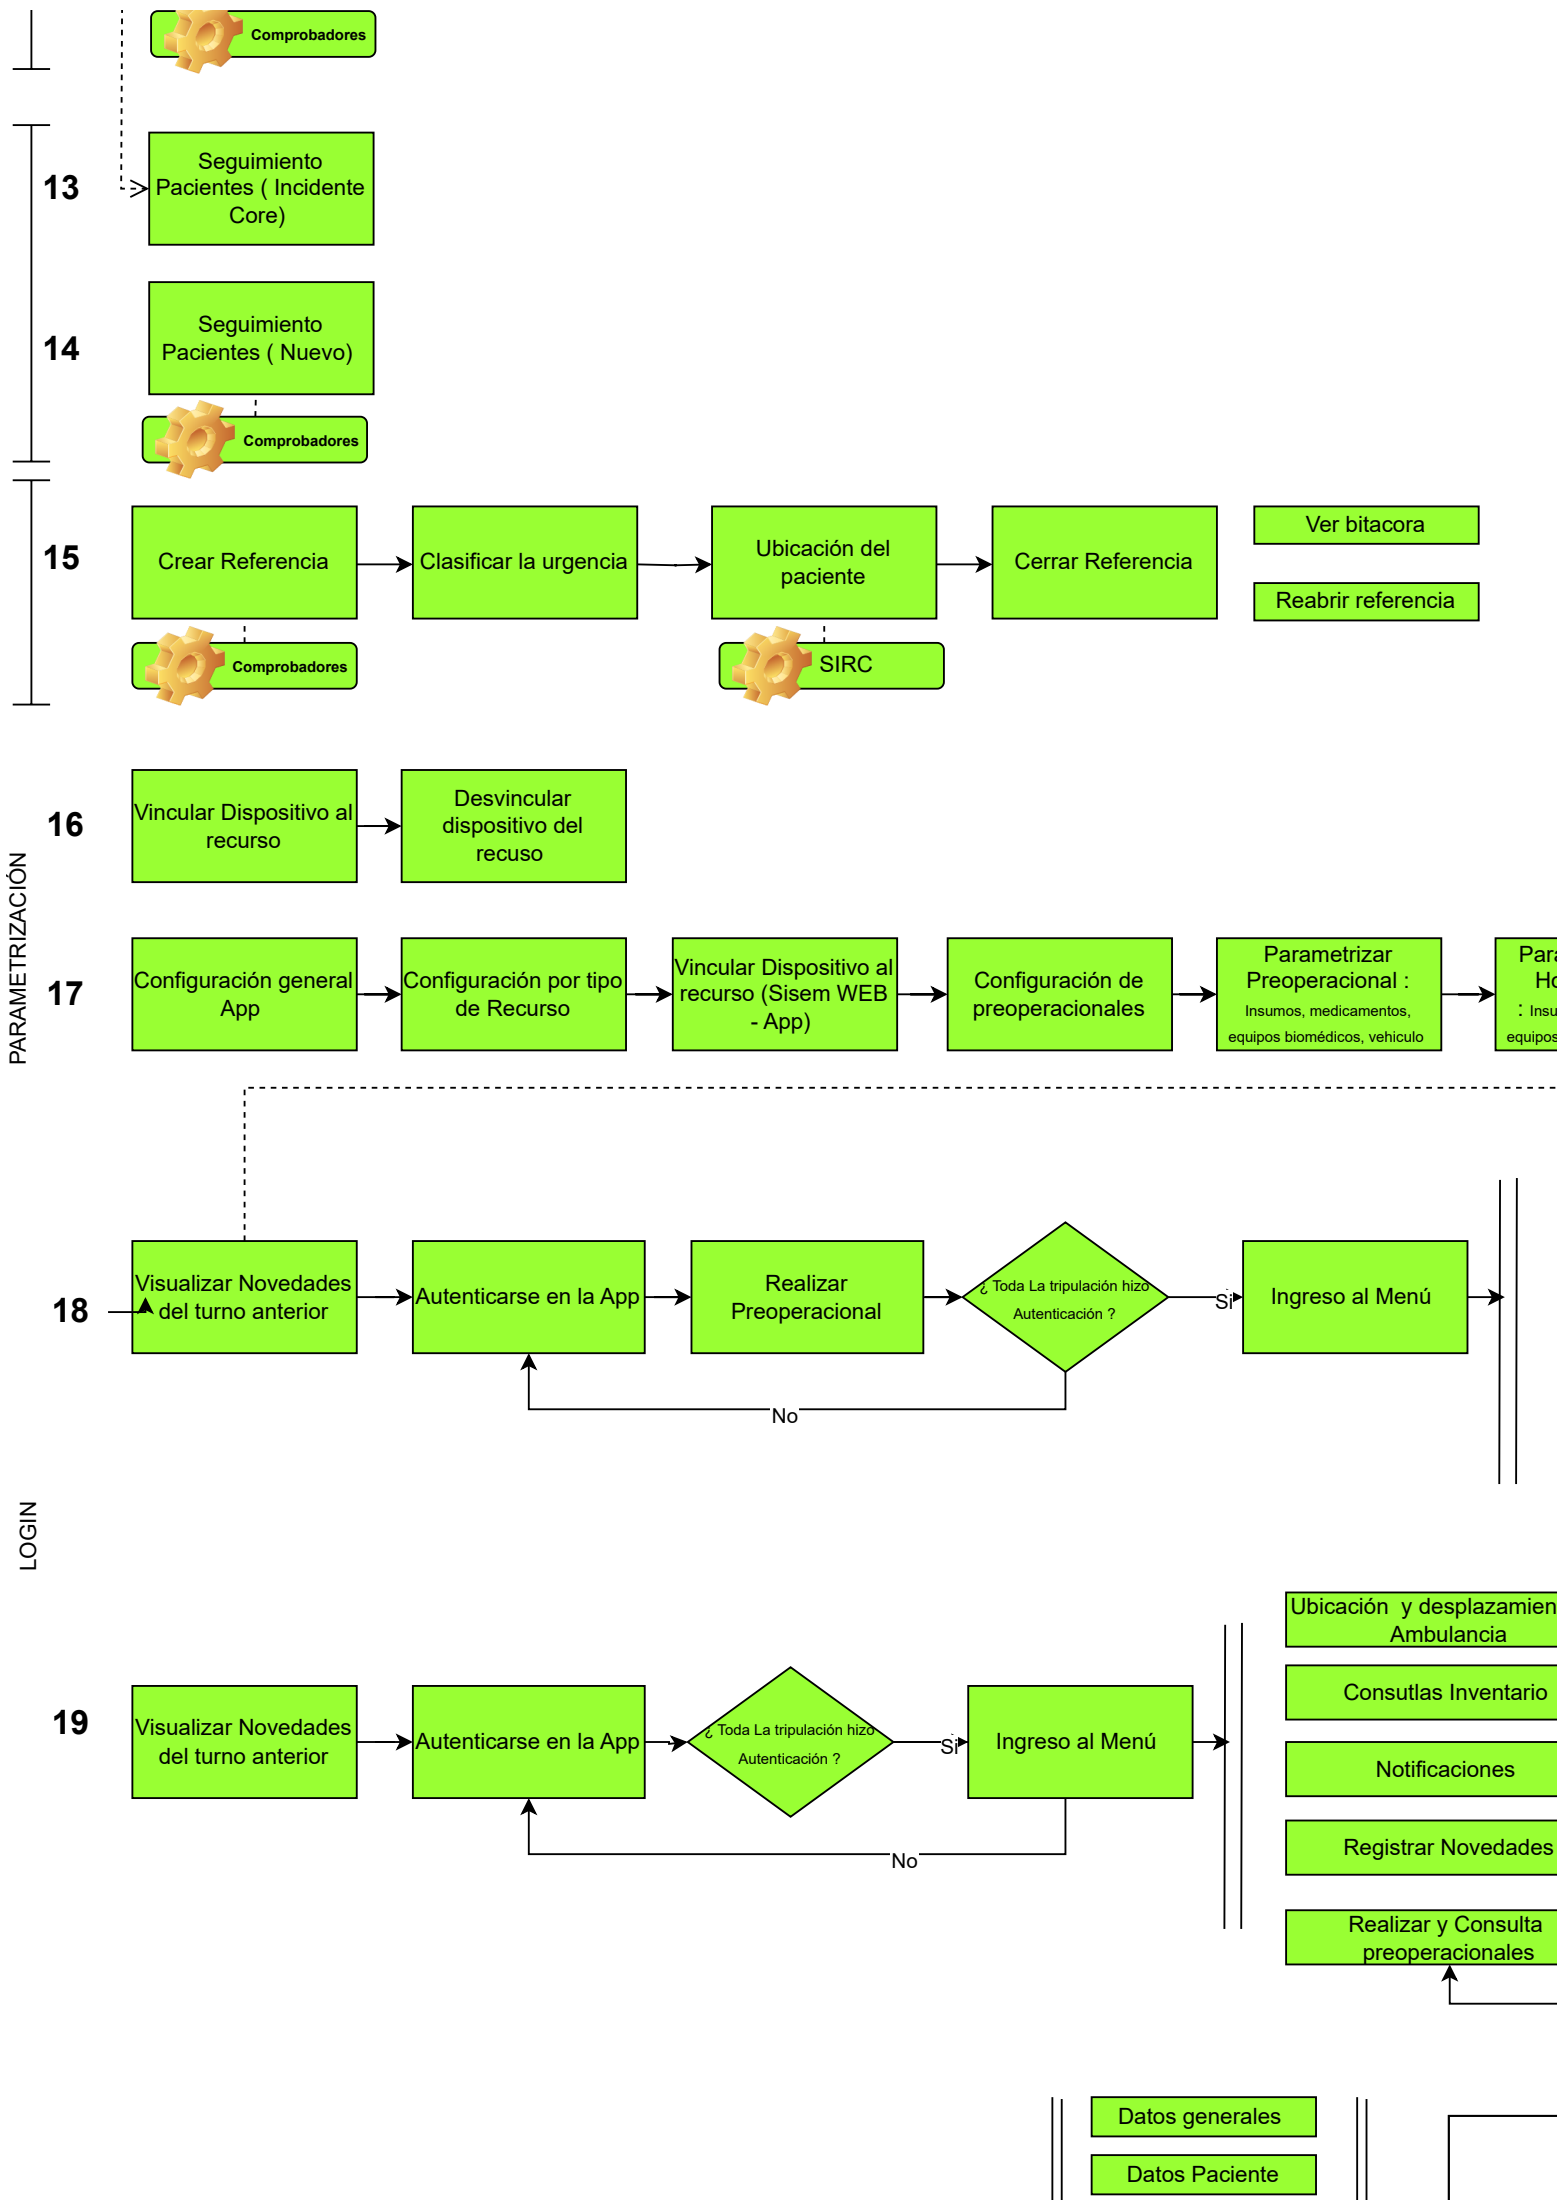 Comprobadores
13
Seguimiento
Pacientes ( Incidente
Core)
14
Seguimiento
Pacientes ( Nuevo)
Comprobadores
15
Crear Referencia
Clasificar la urgencia
Ubicación del
paciente
Cerrar Referencia
Ver bitacora
Reabrir referencia
Comprobadores
SIRC
PARAMETRIZACIÓN
16
Vincular Dispositivo al
recurso
Desvincular
dispositivo del
recuso
17
Configuración general
App
Configuración por tipo
de Recurso
Vincular Dispositivo al
recurso (Sisem WEB
- App)
Configuración de
preoperacionales
Parametrizar
Preoperacional :
Insumos, medicamentos,
equipos biomédicos, vehiculo
Para
Ho
: Insu
equipos
LOGIN
18
Visualizar Novedades
del turno anterior
Autenticarse en la App
Realizar
Preoperacional
¿ Toda La tripulación hizo
Autenticación ?
Si
Ingreso al Menú
No
19
Visualizar Novedades
del turno anterior
Autenticarse en la App
¿ Toda La tripulación hizo
Autenticación ?
Si
Ingreso al Menú
No
Ubicación y desplazamien
Ambulancia
Consutlas Inventario
Notificaciones
Registrar Novedades
Realizar y Consulta
preoperacionales
Datos generales
Datos Paciente